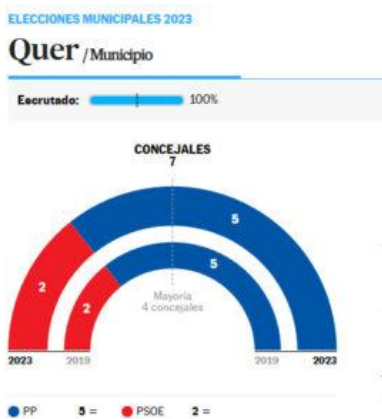 ELECCIONES MUNICIPALES 2023
Quer /Municipio
Escrutado: 100%
CONCEJALES
7
5
5
2
2
Mayoría
4 concejales
2023 2019 2019 2023
PP 5 = PSOE 2 =